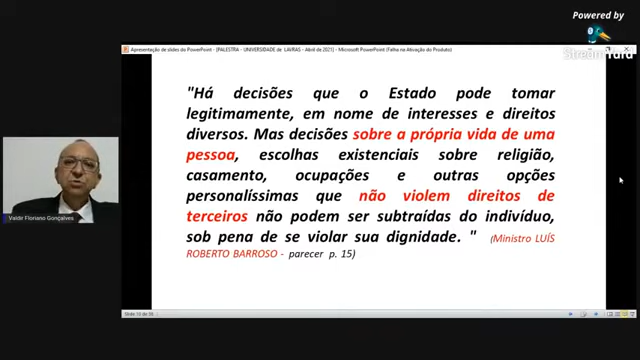 Powered by
StreamYard
Apresentação de slides do PowerPoint - [PALESTRA - UNIVERSIDADE de LAVRAS - Abril de 2021] - Microsoft PowerPoint (Falha na Ativação do Produto)
"Há decisões que o Estado pode tomar
legitimamente, em nome de interesses e direitos
diversos. Mas decisões sobre a própria vida de uma
pessoa, escolhas existenciais sobre religião,
casamento, ocupações e outras opções
personalíssimas que não violem direitos de
terceiros não podem ser subtraídas do indivíduo,
sob pena de se violar sua dignidade. " (Ministro LUÍS
ROBERTO BARROSO - parecer p. 15)
Valdir Floriano Gonçalves